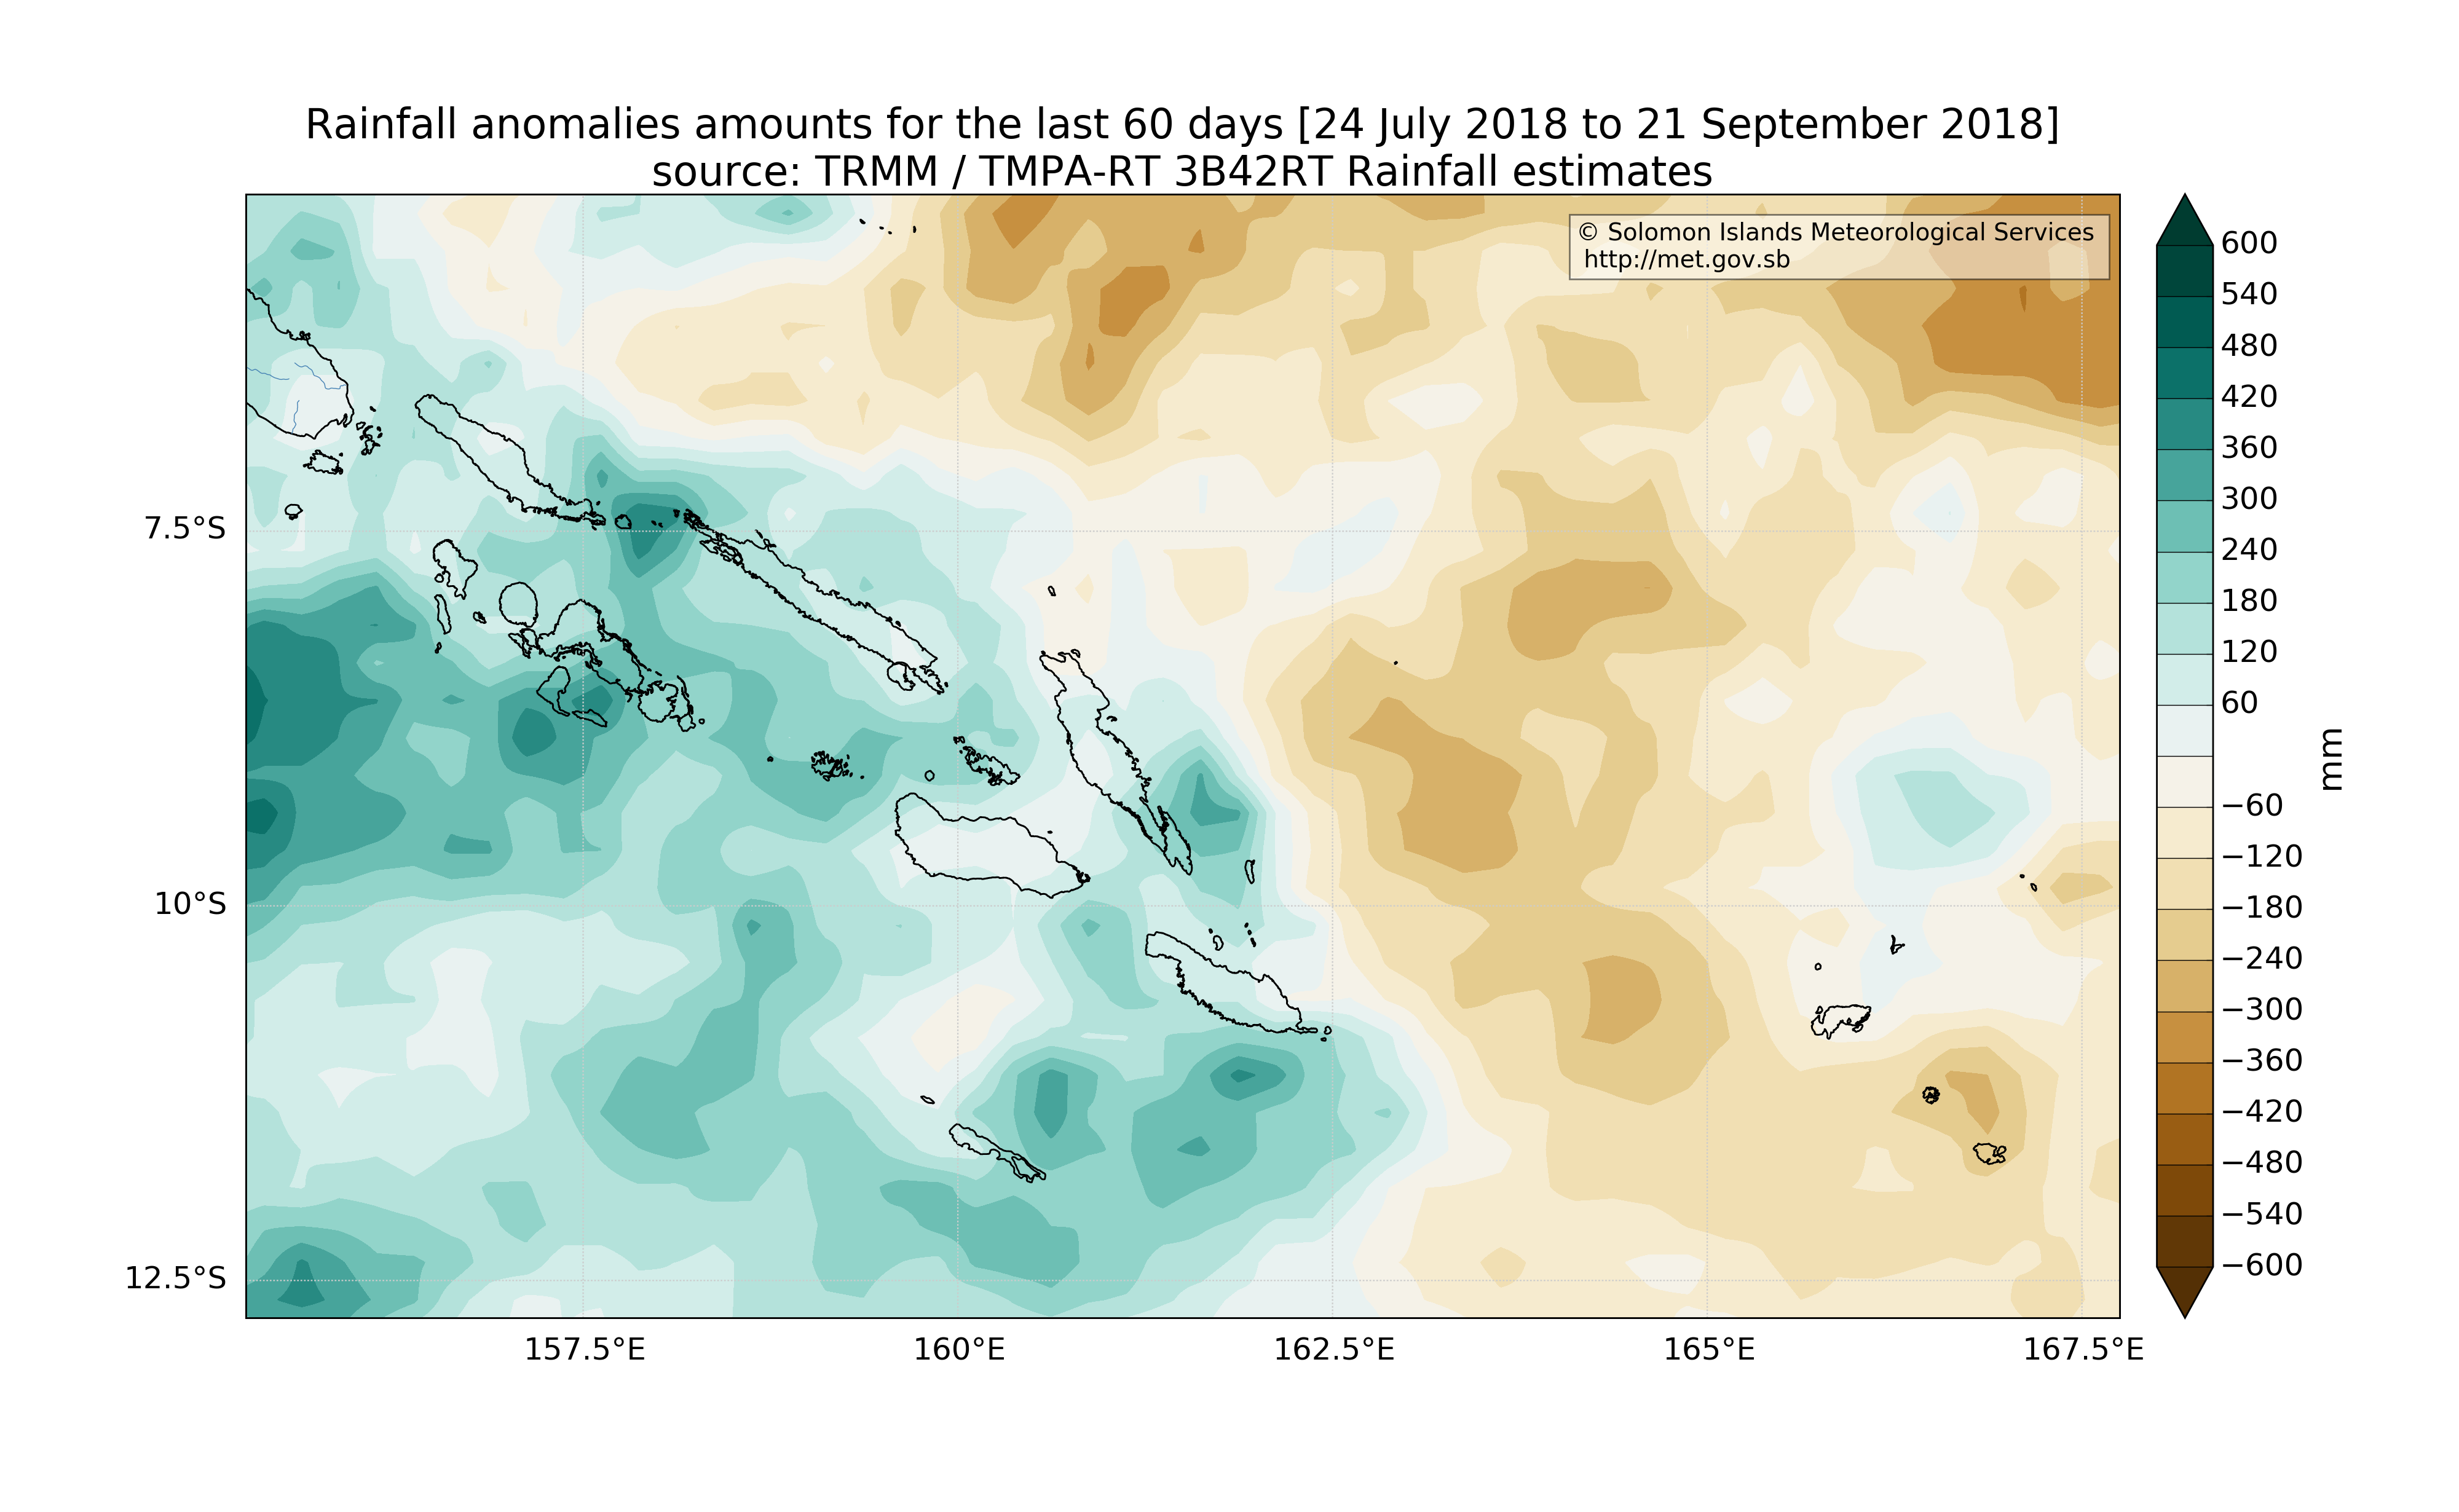 Rainfall anomalies amounts for the last 60 days [24 July 2018 to 21 September 2018]
source: TRMM / TMPA-RT 3B42RT Rainfall estimates
© Solomon Islands Meteorological Services
http://met.gov.sb
7.5°S
10°S
12.5°S
157.5°E
160°E
162.5°E
165°E
167.5°E
600
540
480
420
360
300
240
180
120
60
−60
−120
−180
−240
−300
−360
−420
−480
−540
−600
mm